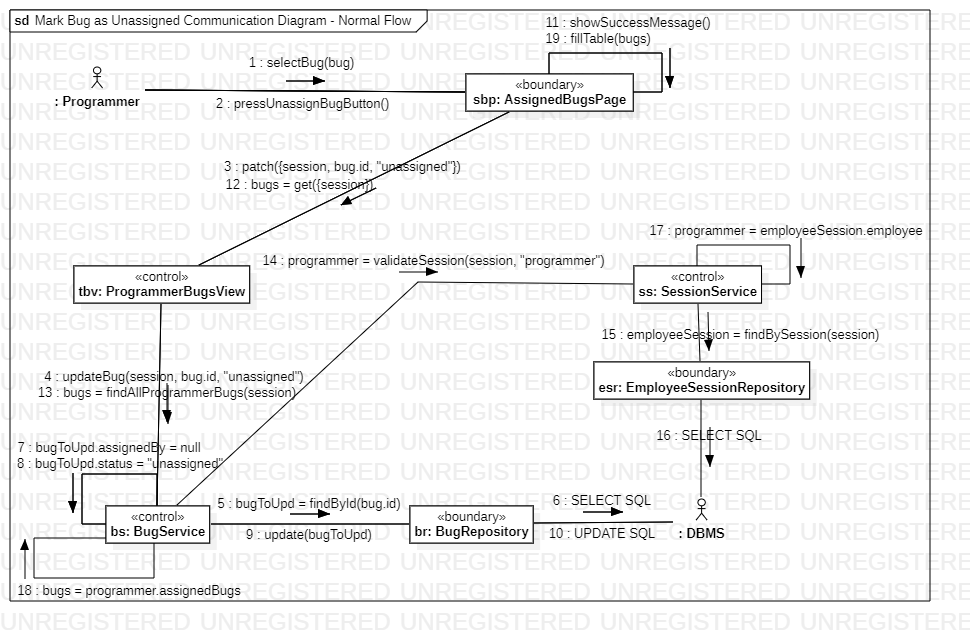 sd Mark Bug as Unassigned Communication Diagram - Normal Flow
11 : showSuccessMessage()
19 : fillTable(bugs)
1 : selectBug(bug)
: Programmer
2 : pressUnassignBugButton()
«boundary»
sbp: AssignedBugsPage
3 : patch({session, bug.id, "unassigned"})
12 : bugs = get({session})
17 : programmer = employeeSession.employee
14 : programmer = validateSession(session, "programmer")
«control»
tbv: ProgrammerBugsView
«control»
ss: SessionService
15 : employeeSession = findBySession(session)
4 : updateBug(session, bug.id, "unassigned")
13 : bugs = findAllProgrammerBugs(session)
«boundary»
esr: EmployeeSessionRepository
16 : SELECT SQL
7 : bugToUpd.assignedBy = null
8 : bugToUpd.status = "unassigned"
5 : bugToUpd = findById(bug.id)
6 : SELECT SQL
«control»
bs: BugService
«boundary»
br: BugRepository
9 : update(bugToUpd)
10 : UPDATE SQL
: DBMS
18 : bugs = programmer.assignedBugs
UNREGISTERED